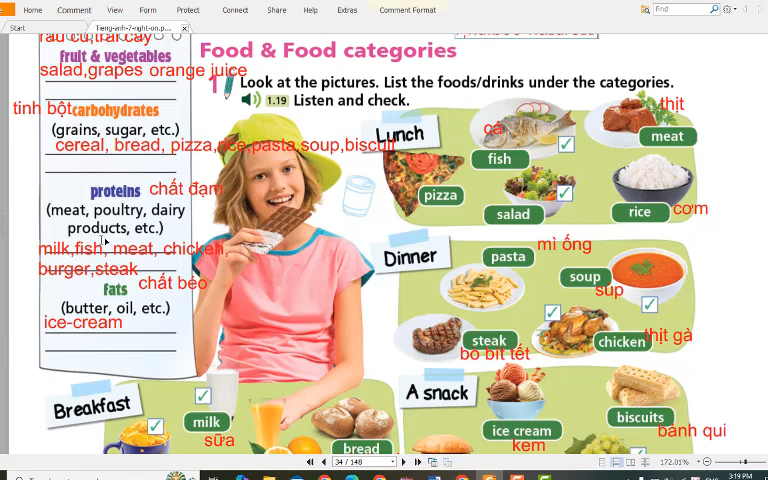 Home Comment View Form Protect Connect Share Help Extras Comment Format
Find
Start Tieng-anh-7-right-on.p...
rau củ,trái cây
fruit & vegetables
salad,grapes orange juice
tinh bột
carbohydrates
(grains, sugar, etc.)
cereal, bread, pizza,rice,pasta,soup,biscuit
proteins
chất đạm
(meat, poultry, dairy
products, etc.)
milk,fish, meat, chicken,
burger,steak
fats
chất béo
(butter, oil, etc.)
ice-cream
Food & Food categories
1 Look at the pictures. List the foods/drinks under the categories.
1.19 Listen and check.
Lunch
cá
fish
thịt
meat
pizza
salad
rice
cơm
Dinner
pasta
mì ống
soup
súp
steak
bò bít tết
chicken
thịt gà
Breakfast
milk
sữa
bread
A snack
ice cream
kem
biscuits
bánh qui
34 / 148
172.01%
ENG
3:19 PM